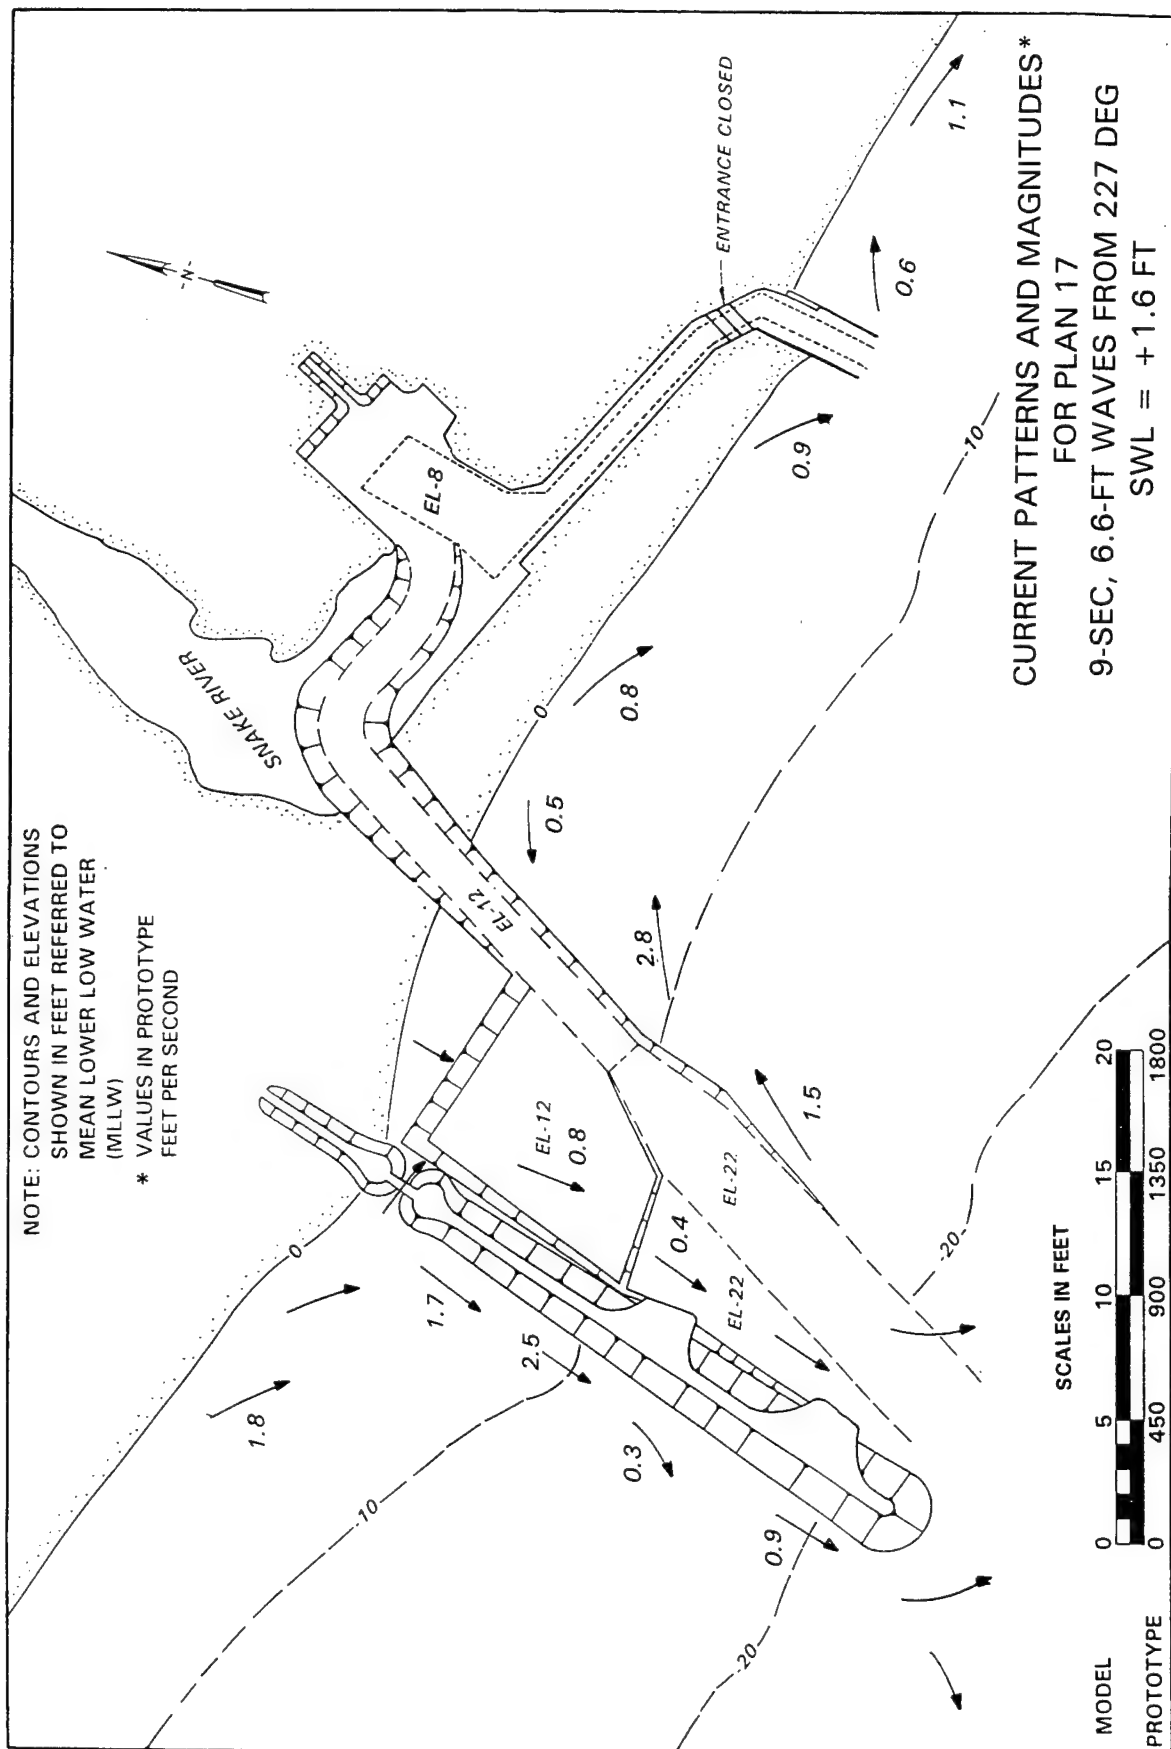 NOTE: CONTOURS AND ELEVATIONS
SHOWN IN FEET REFERRED TO
MEAN LOWER LOW WATER
(MLLW)
* VALUES IN PROTOTYPE
FEET PER SECOND
SNAKE RIVER
-N-
EL-8
ENTRANCE CLOSED
EL-12
EL-12
0.8
EL-22
EL-22
0.4
0
0
-10
-10
-20
-20
1.8
1.7
2.5
0.3
0.9
1.5
2.8
0.5
0.8
0.9
0.6
1.1
CURRENT PATTERNS AND MAGNITUDES*
FOR PLAN 17
9-SEC, 6.6-FT WAVES FROM 227 DEG
SWL = +1.6 FT
SCALES IN FEET
MODEL 0 5 10 15 20
PROTOTYPE 0 450 900 1350 1800